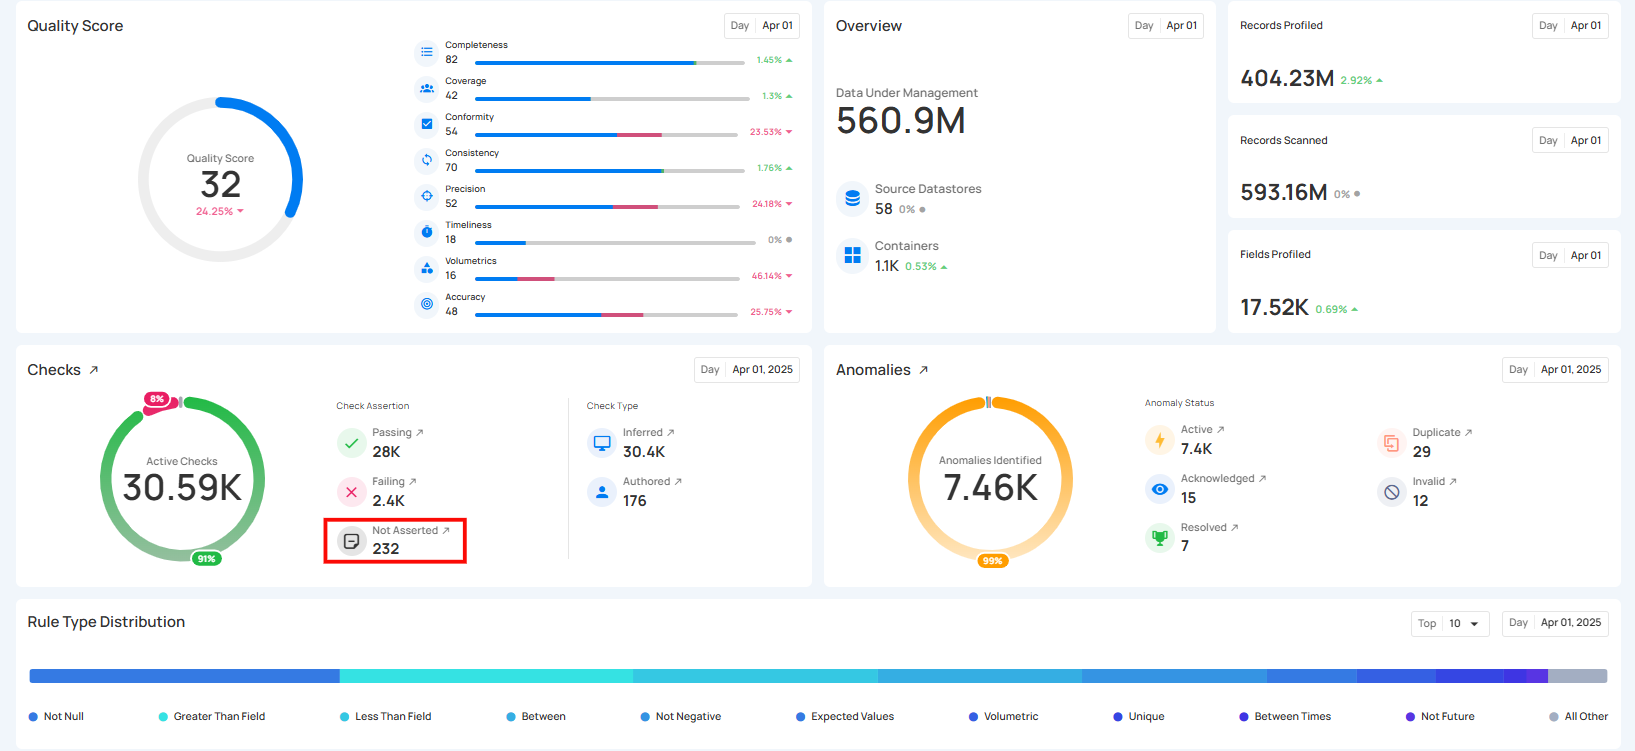 Quality Score
Day Apr 01
Quality Score
32
24.25%
Completeness
82
1.45%
Coverage
42
1.3%
Conformity
54
23.53%
Consistency
70
1.76%
Precision
52
24.18%
Timeliness
18
0%
Volumetrics
16
46.14%
Accuracy
48
25.75%
Overview
Day Apr 01
Data Under Management
560.9M
Source Datastores
58 0%
Containers
1.1K 0.53%
Records Profiled
Day Apr 01
404.23M 2.92%
Records Scanned
Day Apr 01
593.16M 0%
Fields Profiled
Day Apr 01
17.52K 0.69%
Checks
Day Apr 01, 2025
8%
Active Checks
30.59K
91%
Check Assertion
Passing
28K
Failing
2.4K
Not Asserted
232
Check Type
Inferred
30.4K
Authored
176
Anomalies
Day Apr 01, 2025
Anomalies Identified
7.46K
99%
Anomaly Status
Active
7.4K
Acknowledged
15
Resolved
7
Duplicate
29
Invalid
12
Rule Type Distribution
Top 10
Day Apr 01, 2025
Not Null Greater Than Field Less Than Field Between Not Negative Expected Values Volumetric Unique Between Times Not Future All Other